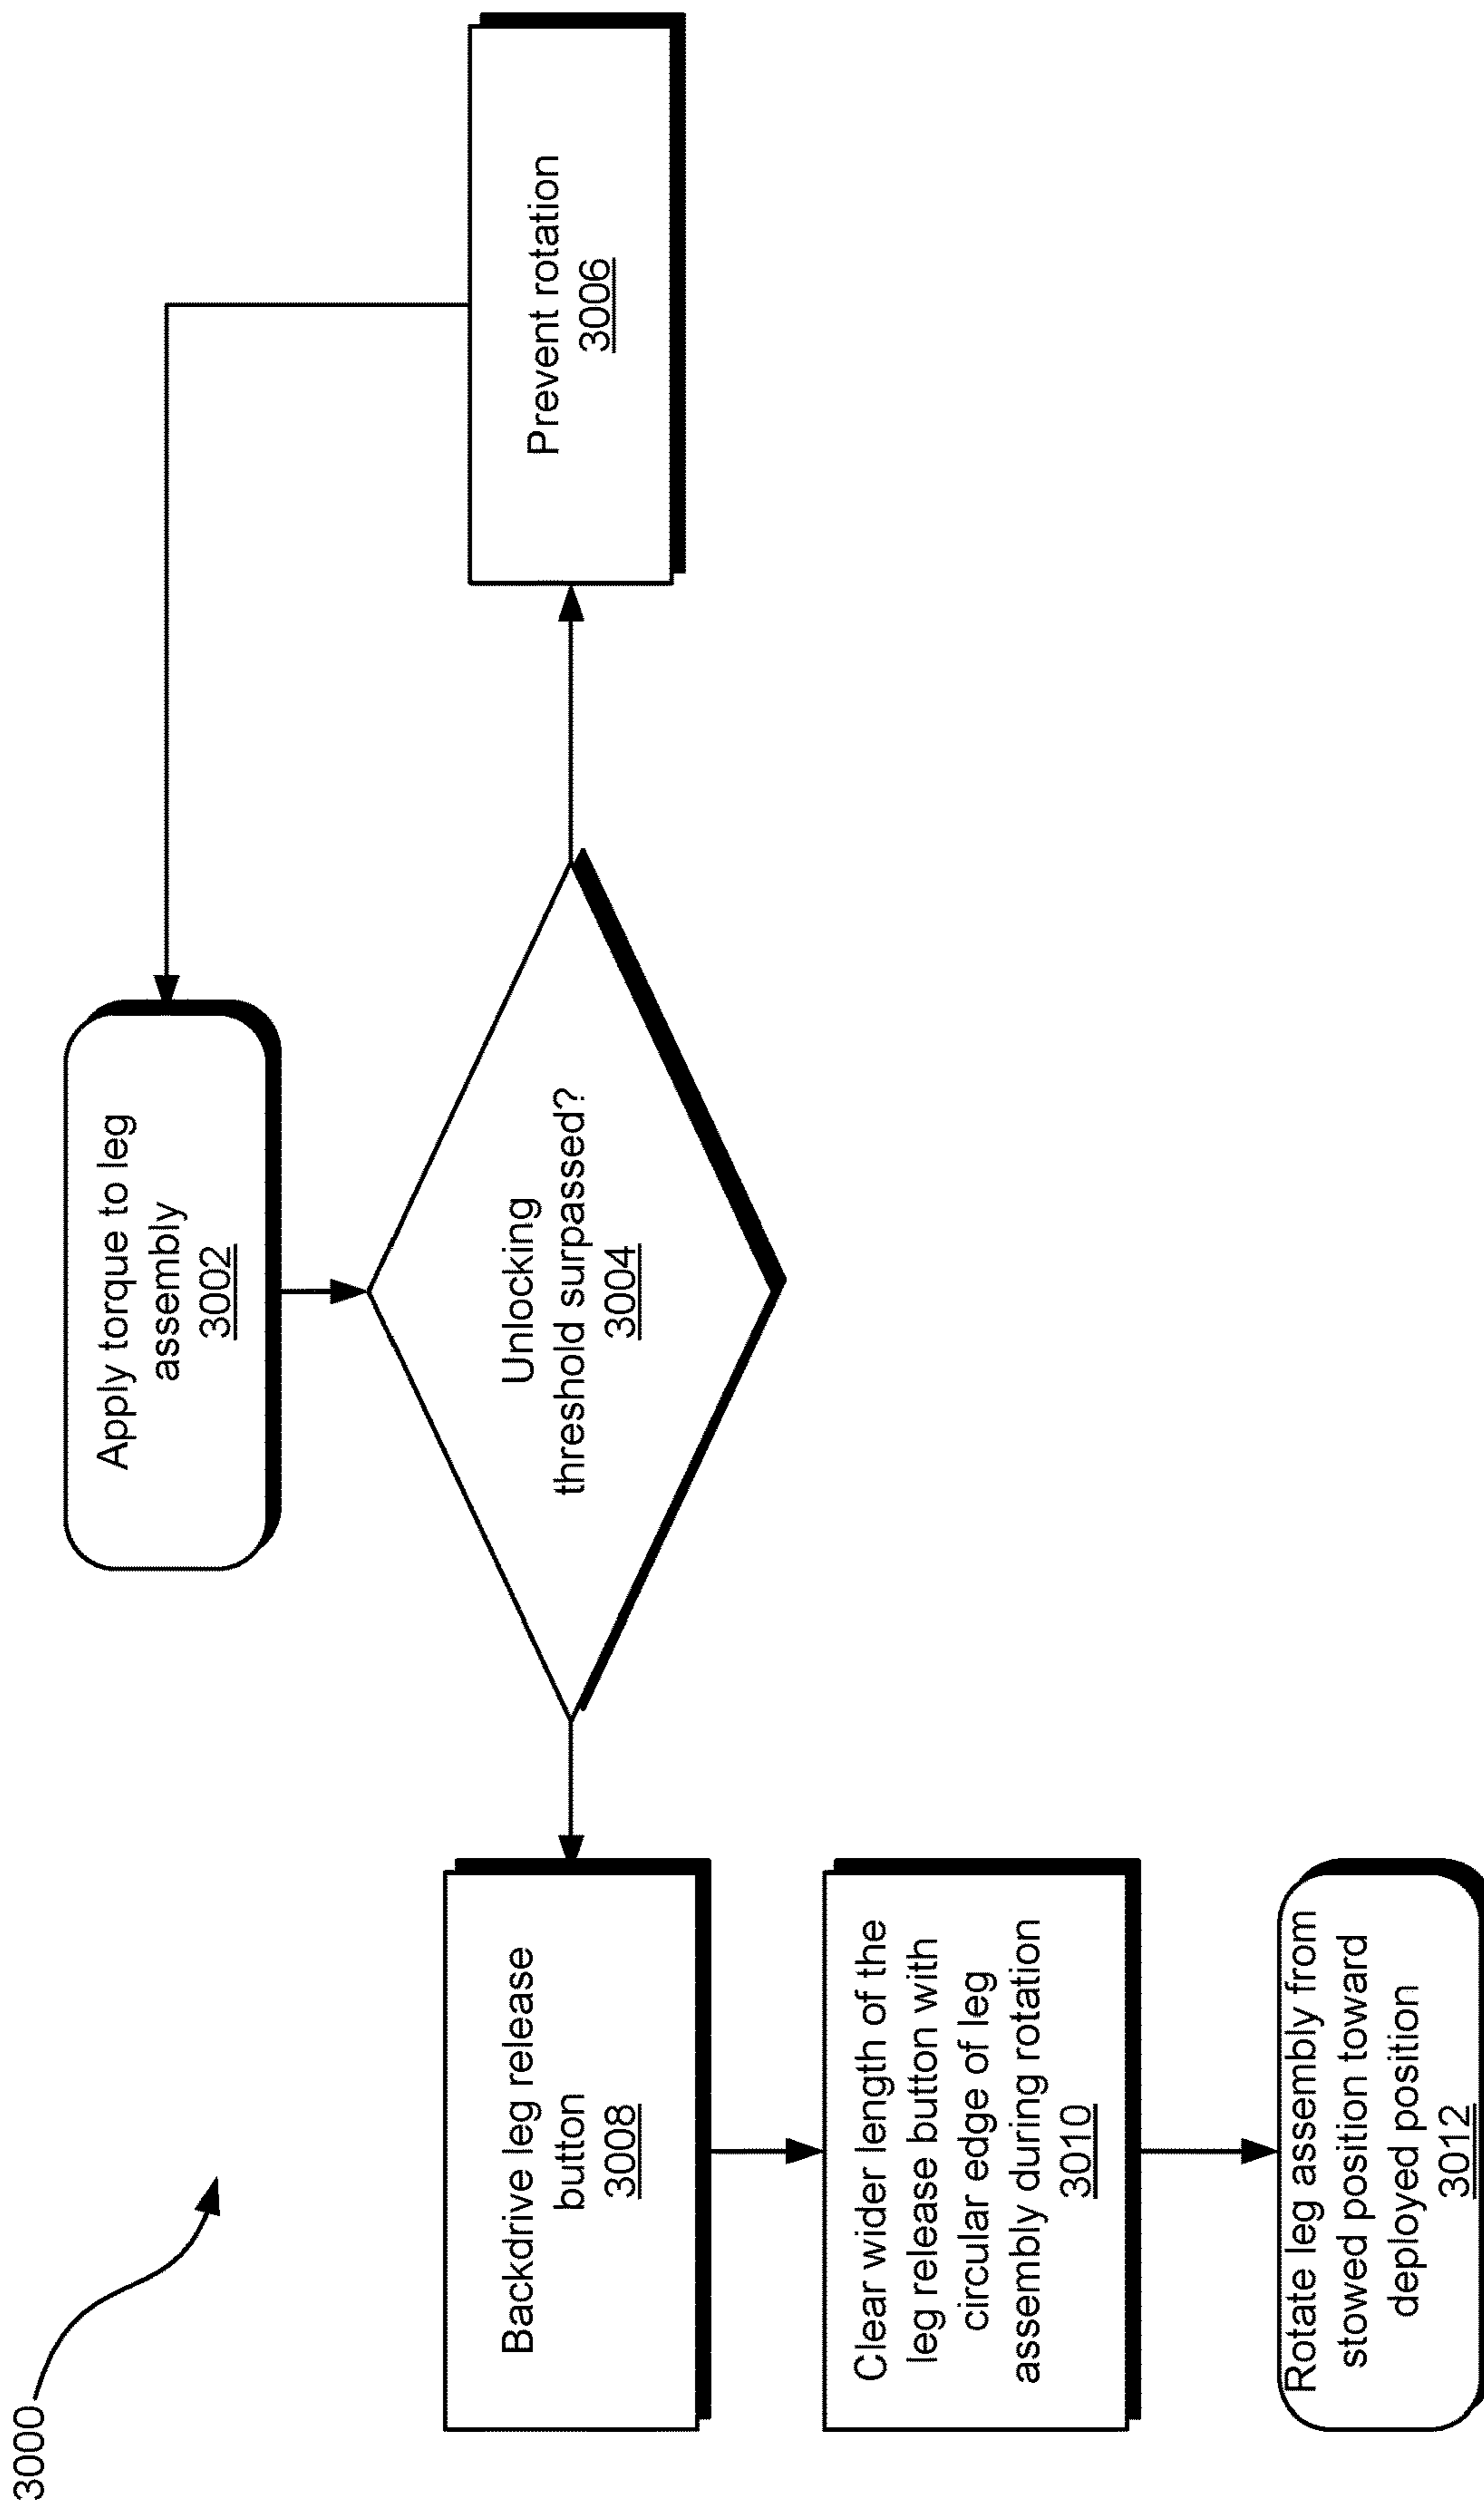 3000
Apply torque to leg
assembly
3002
Unlocking
threshold surpassed?
3004
Prevent rotation
3006
Backdrive leg release
button
3008
Clear wider length of the
leg release button with
circular edge of leg
assembly during rotation
3010
Rotate leg assembly from
stowed position toward
deployed position
3012